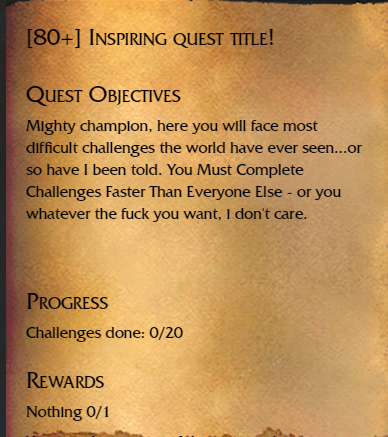 [80+] Inspiring quest title!
Quest Objectives
Mighty champion, here you will face most
difficult challenges the world have ever seen...or
so have I been told. You Must Complete
Challenges Faster Than Everyone Else - or you
whatever the fuck you want, I don't care.
Progress
Challenges done: 0/20
Rewards
Nothing 0/1